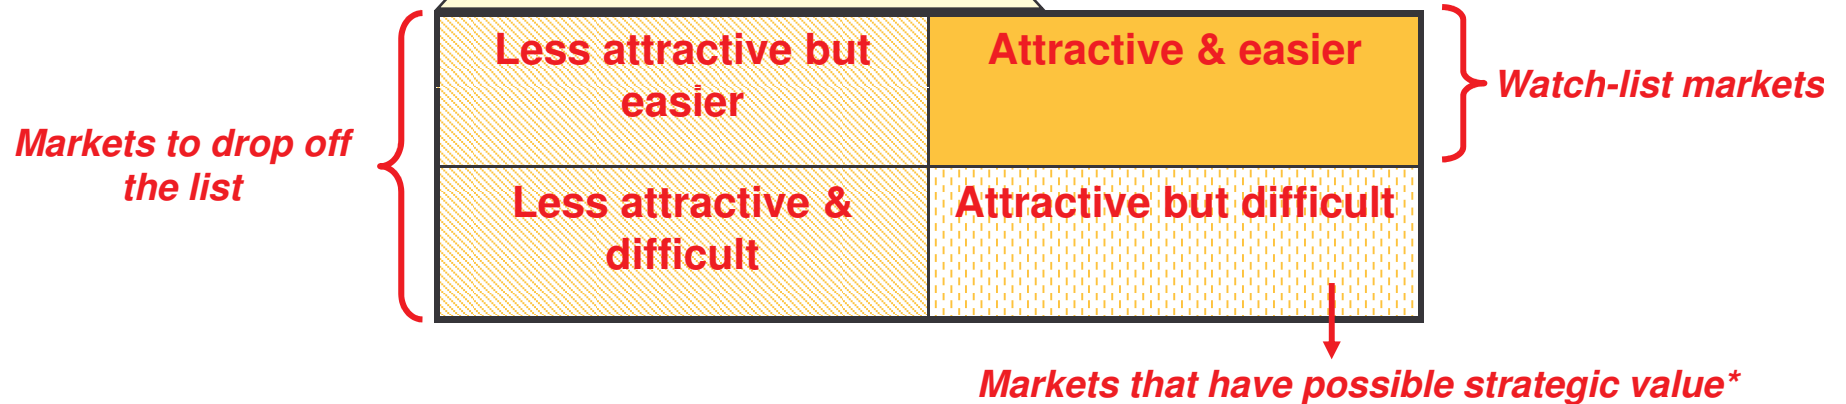 Less attractive but
easier
Attractive & easier
Watch-list markets
Markets to drop off
the list
Less attractive &
difficult
Attractive but difficult
Markets that have possible strategic value*